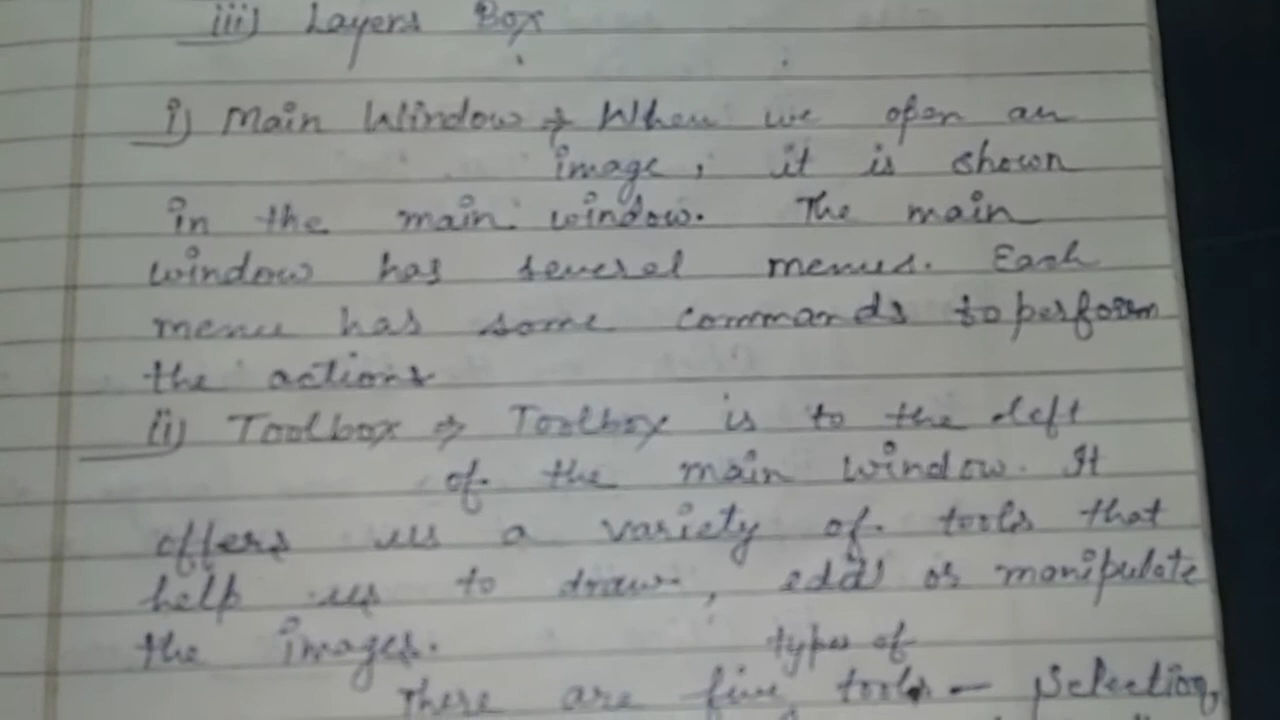 iii) Layers Box
i) Main Window → When we open an
image, it is shown
in the main window. The main
window has several menus. Each
menu has some commands to perform
the actions
ii) Toolbox → Toolbox is to the left
of the main window. It
offers us a variety of tools that
help us to draw, add or manipulate
the images.
types of
There are five tools - Selection,